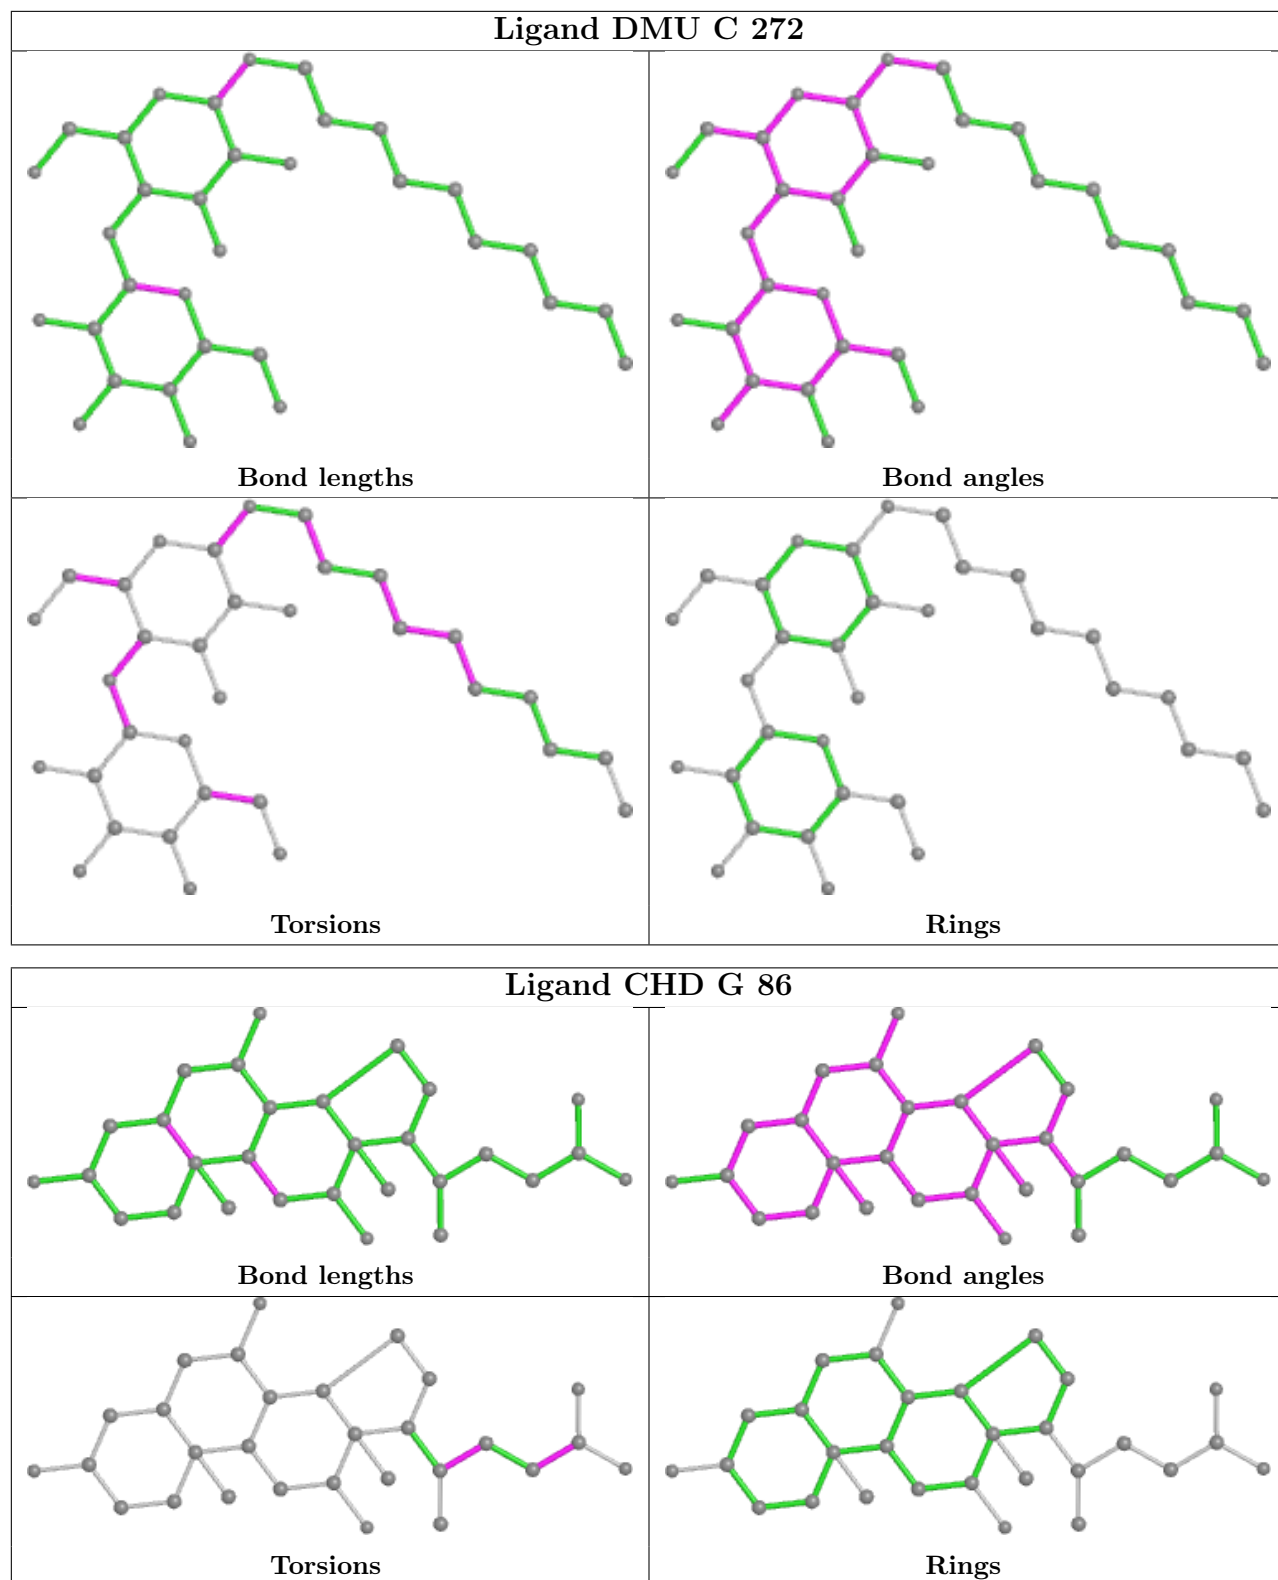 Ligand DMU C 272
Bond lengths
Bond angles
Torsions
Rings
Ligand CHD G 86
Bond lengths
Bond angles
Torsions
Rings